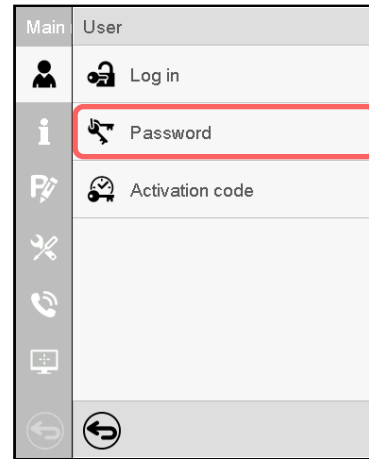 Main
User
Log in
Password
Activation code